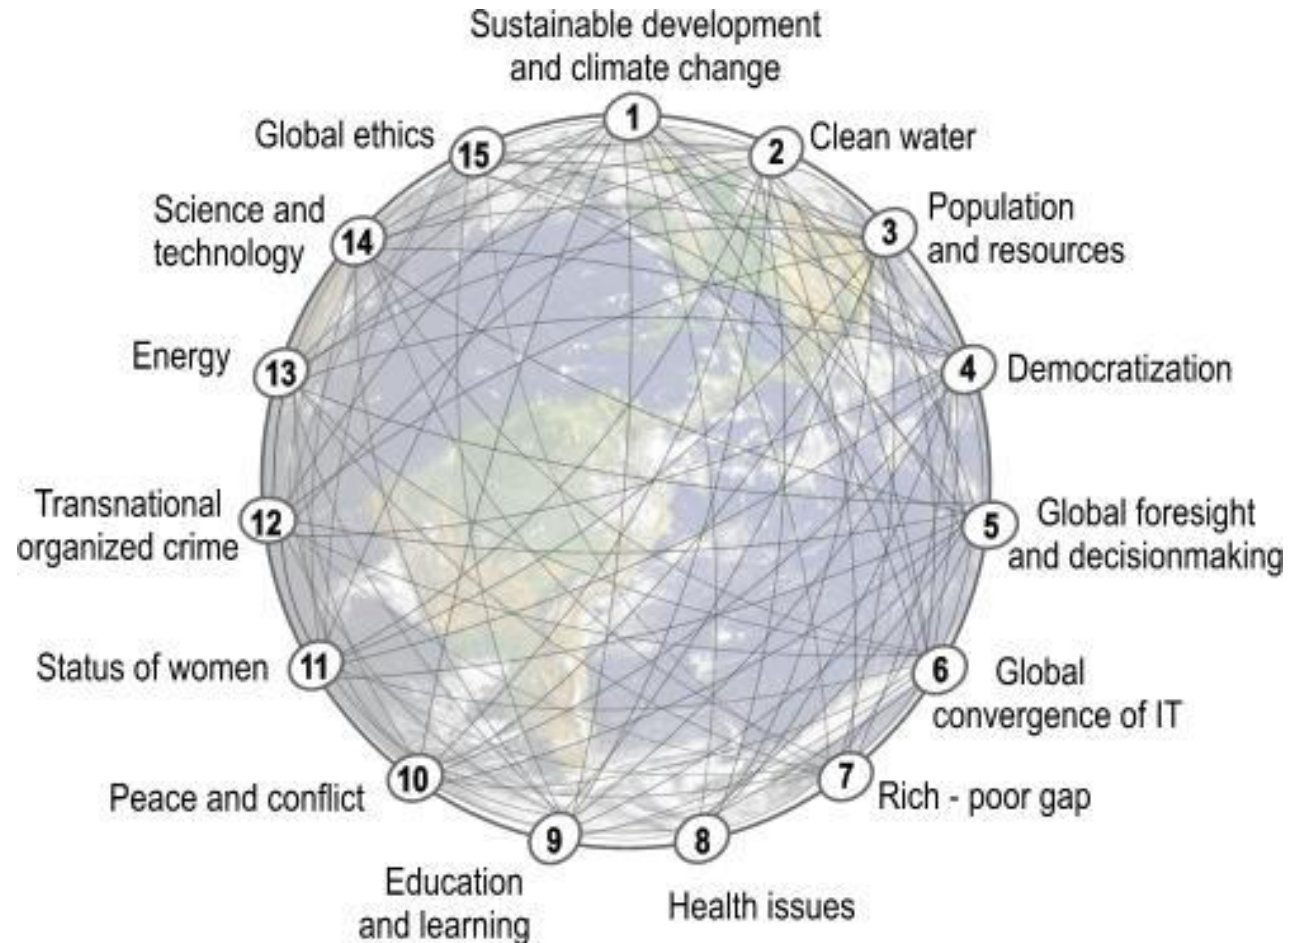 Sustainable development
and climate change
1
2
Clean water
3
Population
and resources
4
Democratization
5
Global foresight
and decisionmaking
6
Global
convergence of IT
7
Rich - poor gap
8
Health issues
9
Education
and learning
10
Peace and conflict
11
Status of women
12
Transnational
organized crime
13
Energy
14
Science and
technology
15
Global ethics